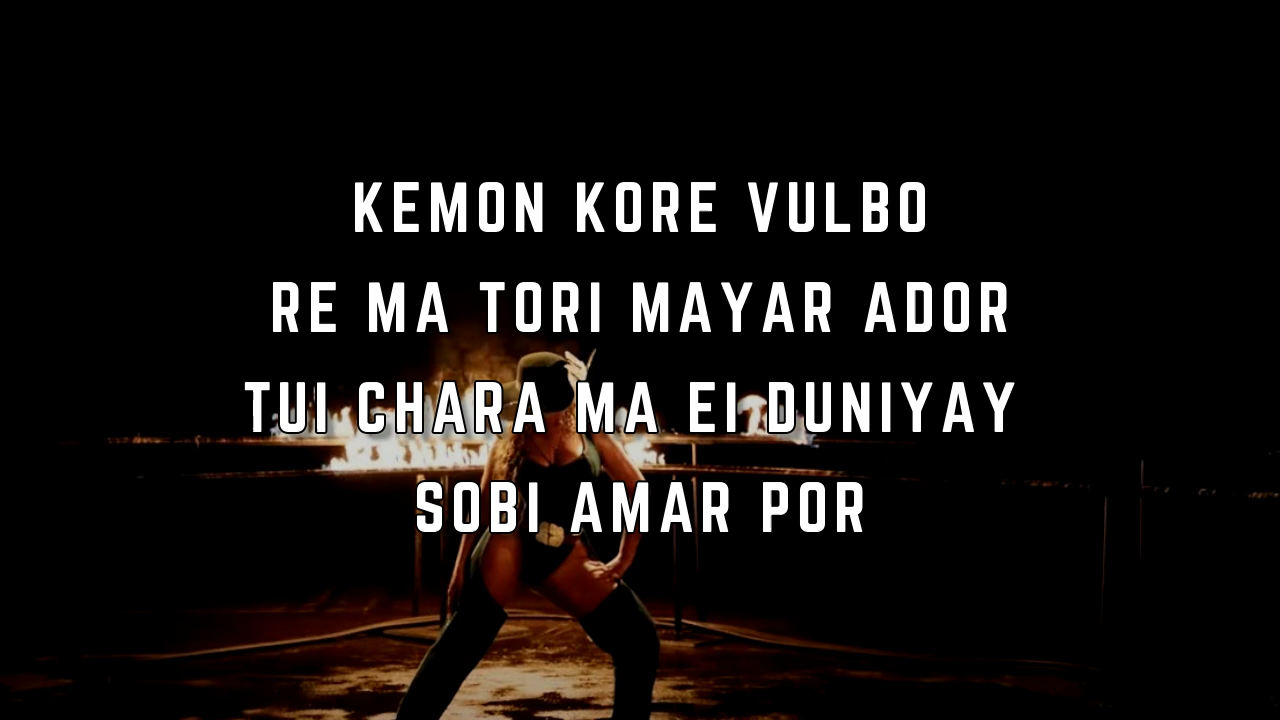 KEMON KORE VULBO
RE MA TORI MAYAR ADOR
TUI CHARA MA EI DUNIYAY
SOBI AMAR POR